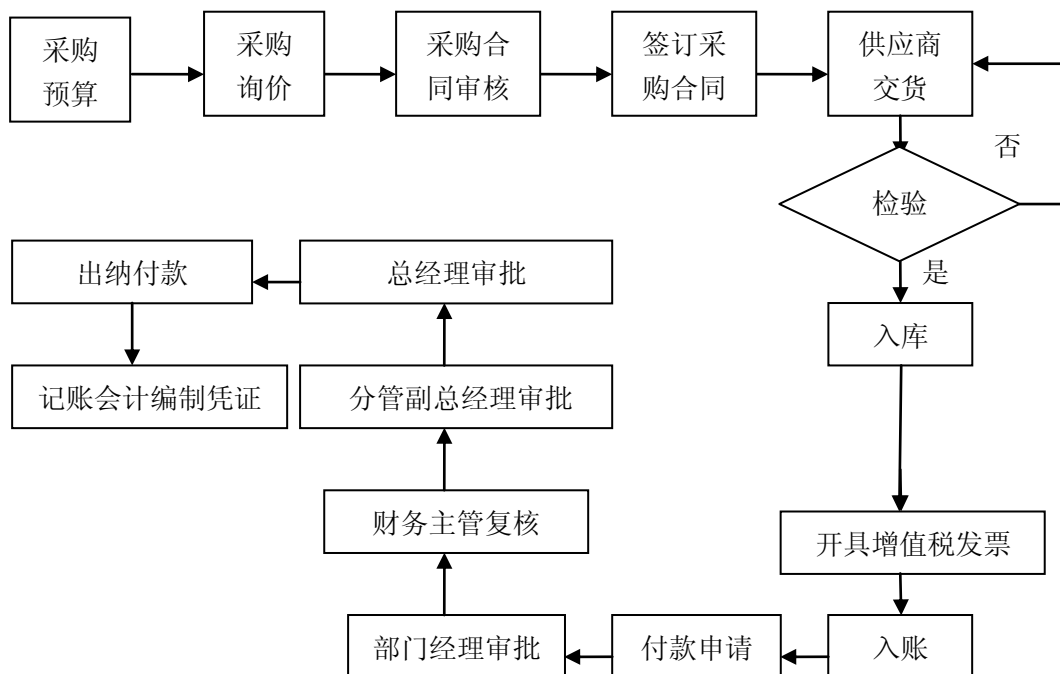 采购
预算
采购
询价
采购合
同审核
签订采
购合同
供应商
交货
否
检验
是
入库
开具增值税发票
入账
付款申请
部门经理审批
财务主管复核
分管副总经理审批
总经理审批
出纳付款
记账会计编制凭证